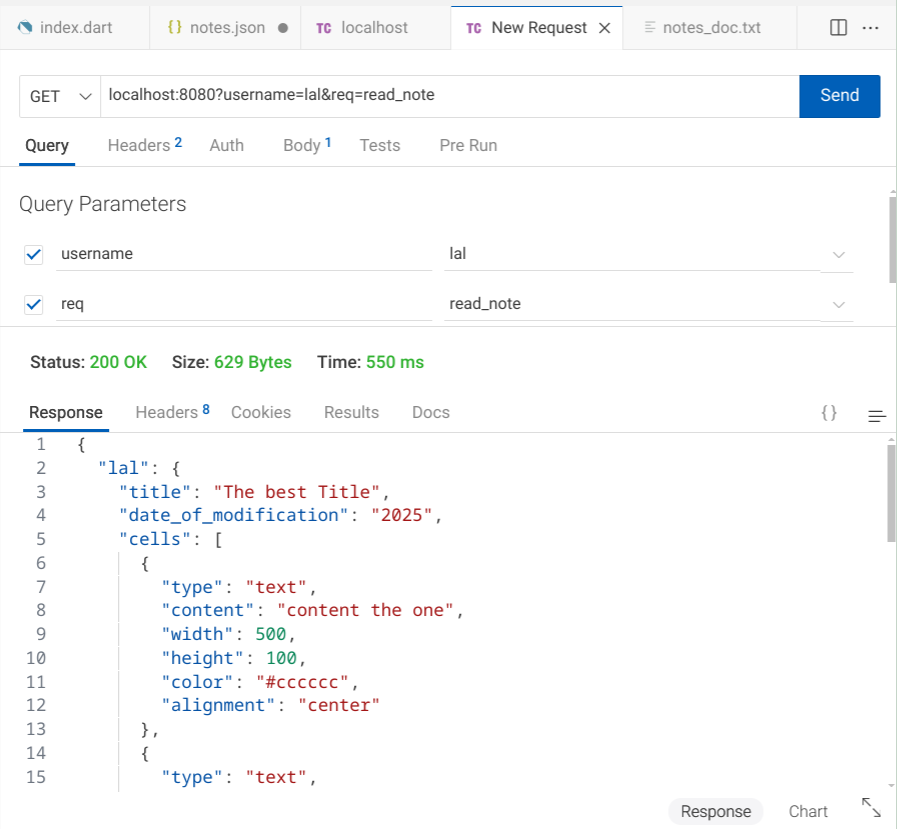 index.dart {} notes.json TC localhost TC New Request notes_doc.txt
GET localhost:8080?username=lal&req=read_note Send
Query Headers 2 Auth Body 1 Tests Pre Run
Query Parameters
username lal
req read_note
Status: 200 OK Size: 629 Bytes Time: 550 ms
Response Headers 8 Cookies Results Docs {}
1 {
2 "lal": {
3 "title": "The best Title",
4 "date_of_modification": "2025",
5 "cells": [
6 {
7 "type": "text",
8 "content": "content the one",
9 "width": 500,
10 "height": 100,
11 "color": "#cccccc",
12 "alignment": "center"
13 },
14 {
15 "type": "text",
Response Chart